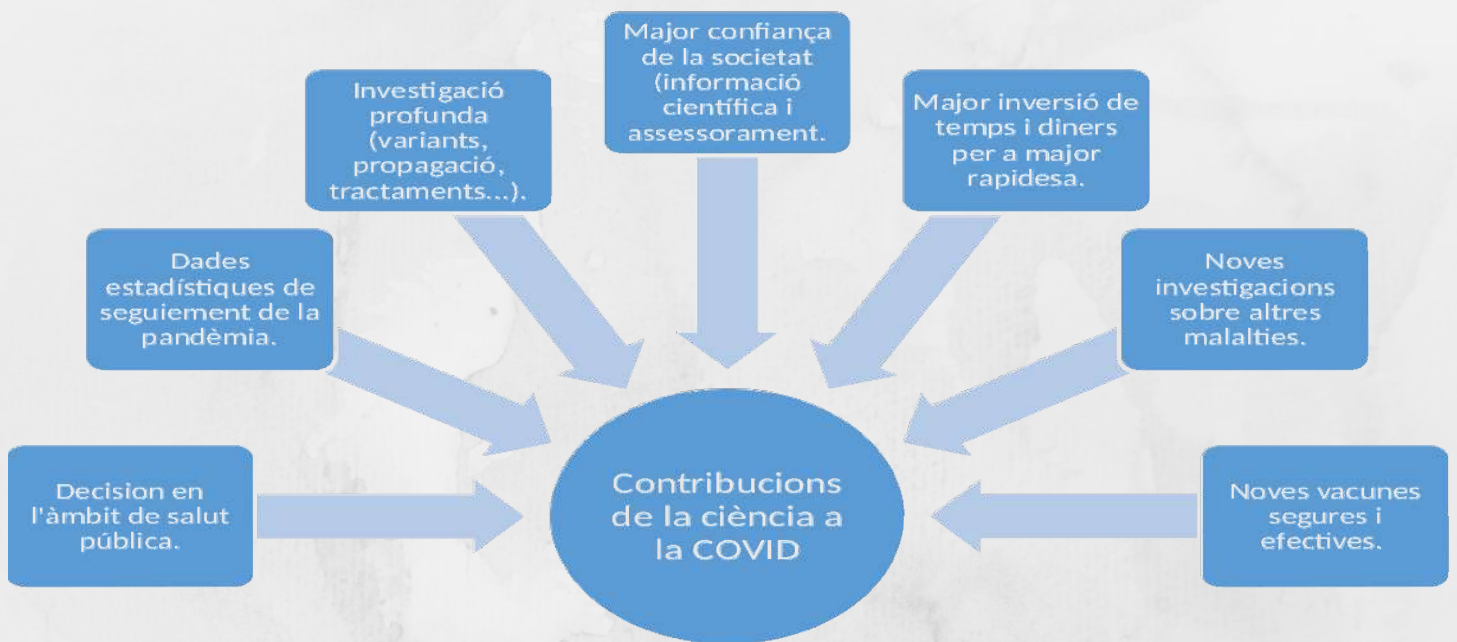 Major confiança
de la societat
(informació
científica i
assessorament.
Investigació
profunda
(variants,
propagació,
tractaments...).
Major inversió de
temps i diners
per a major
rapidesa.
Dades
estadístiques de
seguiement de la
pandèmia.
Noves
investigacions
sobre altres
malalties.
Decision en
l'àmbit de salut
pública.
Contribucions
de la ciència a
la COVID
Noves vacunes
segures i
efectives.